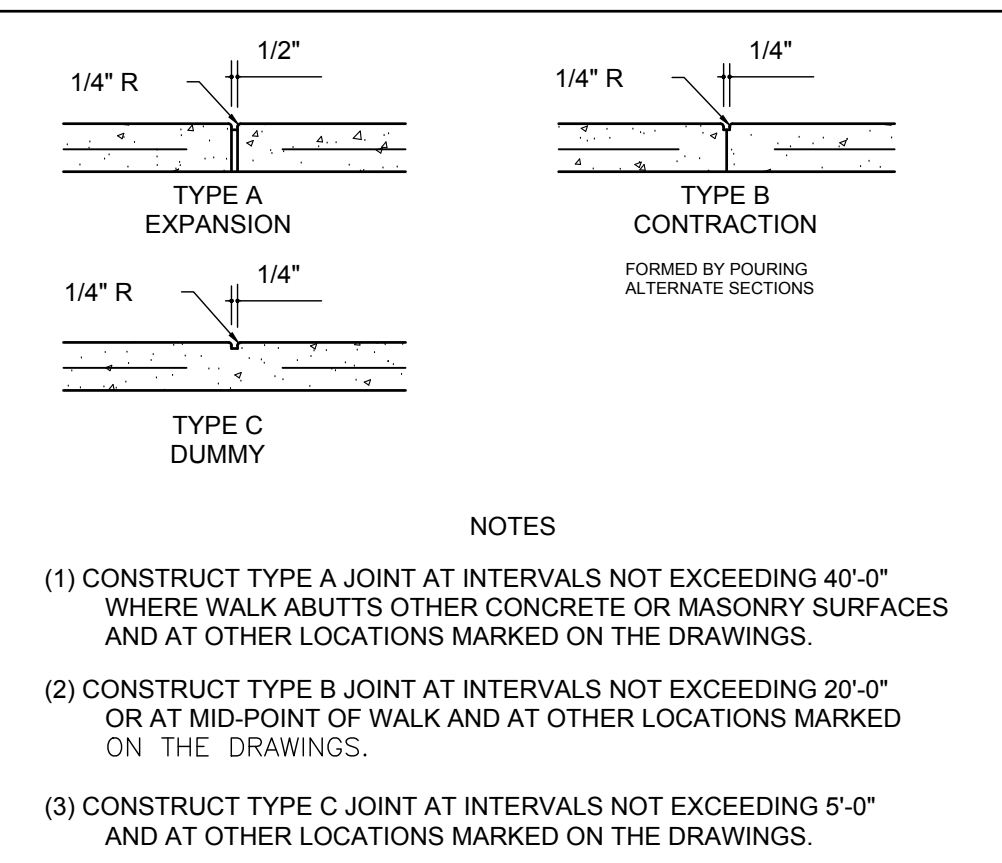 1/2"
1/4" R
TYPE A
EXPANSION
1/4"
1/4" R
TYPE B
CONTRACTION
FORMED BY POURING
ALTERNATE SECTIONS
1/4"
1/4" R
TYPE C
DUMMY
NOTES
(1) CONSTRUCT TYPE A JOINT AT INTERVALS NOT EXCEEDING 40'-0"
WHERE WALK ABUTTS OTHER CONCRETE OR MASONRY SURFACES
AND AT OTHER LOCATIONS MARKED ON THE DRAWINGS.
(2) CONSTRUCT TYPE B JOINT AT INTERVALS NOT EXCEEDING 20'-0"
OR AT MID-POINT OF WALK AND AT OTHER LOCATIONS MARKED
ON THE DRAWINGS.
(3) CONSTRUCT TYPE C JOINT AT INTERVALS NOT EXCEEDING 5'-0"
AND AT OTHER LOCATIONS MARKED ON THE DRAWINGS.